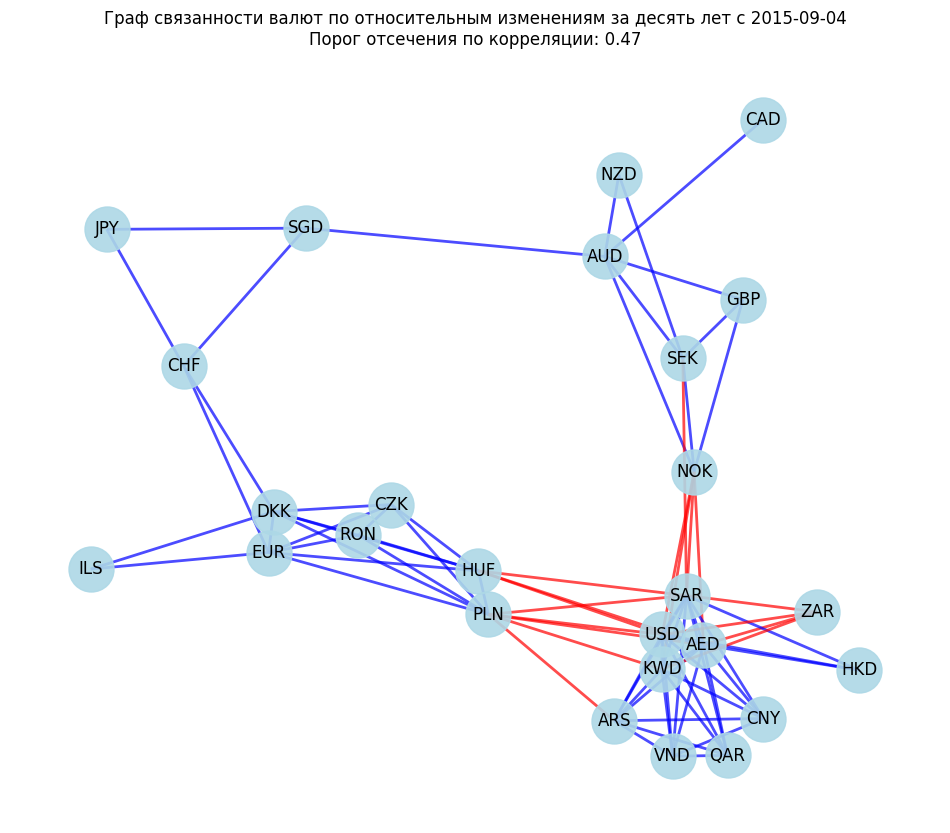 Граф связанности валют по относительным изменениям за десять лет с 2015-09-04
Порог отсечения по корреляции: 0.47
CAD
NZD
JPY
SGD
AUD
GBP
SEK
CHF
NOK
CZK
DKK
RON
EUR
ILS
HUF
SAR
PLN
ZAR
USD
AED
KWD
HKD
ARS
CNY
VND
QAR